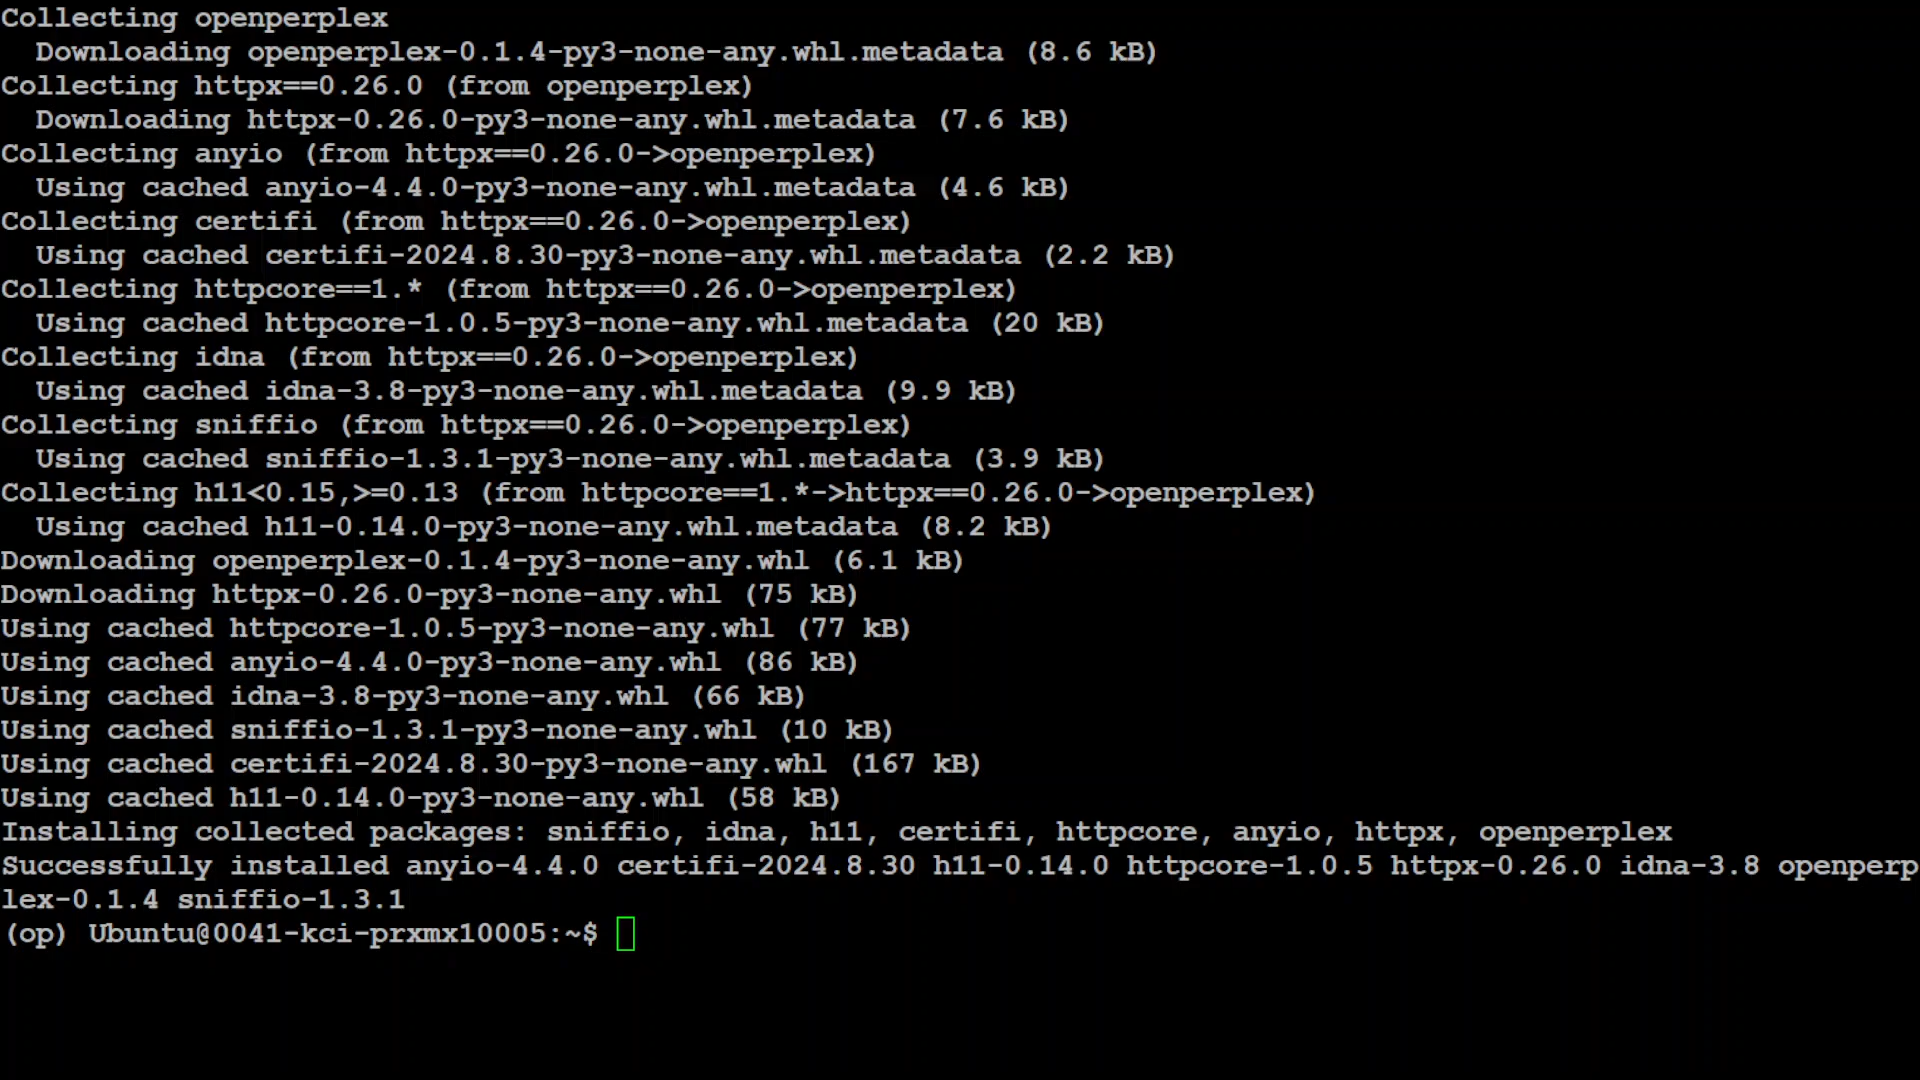 Collecting openperplex
  Downloading openperplex-0.1.4-py3-none-any.whl.metadata (8.6 kB)
Collecting httpx==0.26.0 (from openperplex)
  Downloading httpx-0.26.0-py3-none-any.whl.metadata (7.6 kB)
Collecting anyio (from httpx==0.26.0->openperplex)
  Using cached anyio-4.4.0-py3-none-any.whl.metadata (4.6 kB)
Collecting certifi (from httpx==0.26.0->openperplex)
  Using cached certifi-2024.8.30-py3-none-any.whl.metadata (2.2 kB)
Collecting httpcore==1.* (from httpx==0.26.0->openperplex)
  Using cached httpcore-1.0.5-py3-none-any.whl.metadata (20 kB)
Collecting idna (from httpx==0.26.0->openperplex)
  Using cached idna-3.8-py3-none-any.whl.metadata (9.9 kB)
Collecting sniffio (from httpx==0.26.0->openperplex)
  Using cached sniffio-1.3.1-py3-none-any.whl.metadata (3.9 kB)
Collecting h11<0.15,>=0.13 (from httpcore==1.*->httpx==0.26.0->openperplex)
  Using cached h11-0.14.0-py3-none-any.whl.metadata (8.2 kB)
Downloading openperplex-0.1.4-py3-none-any.whl (6.1 kB)
Downloading httpx-0.26.0-py3-none-any.whl (75 kB)
Using cached httpcore-1.0.5-py3-none-any.whl (77 kB)
Using cached anyio-4.4.0-py3-none-any.whl (86 kB)
Using cached idna-3.8-py3-none-any.whl (66 kB)
Using cached sniffio-1.3.1-py3-none-any.whl (10 kB)
Using cached certifi-2024.8.30-py3-none-any.whl (167 kB)
Using cached h11-0.14.0-py3-none-any.whl (58 kB)
Installing collected packages: sniffio, idna, h11, certifi, httpcore, anyio, httpx, openperplex
Successfully installed anyio-4.4.0 certifi-2024.8.30 h11-0.14.0 httpcore-1.0.5 httpx-0.26.0 idna-3.8 openperp
lex-0.1.4 sniffio-1.3.1
(op) Ubuntu@0041-kci-prxmx10005:~$